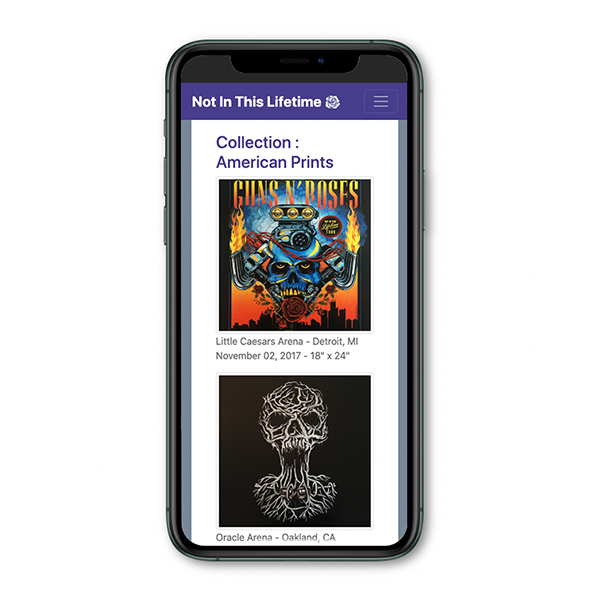 Not In This Lifetime
Collection :
American Prints
GUNS N' ROSES
Little Caesars Arena - Detroit, MI
November 02, 2017 - 18" x 24"
Oracle Arena - Oakland, CA